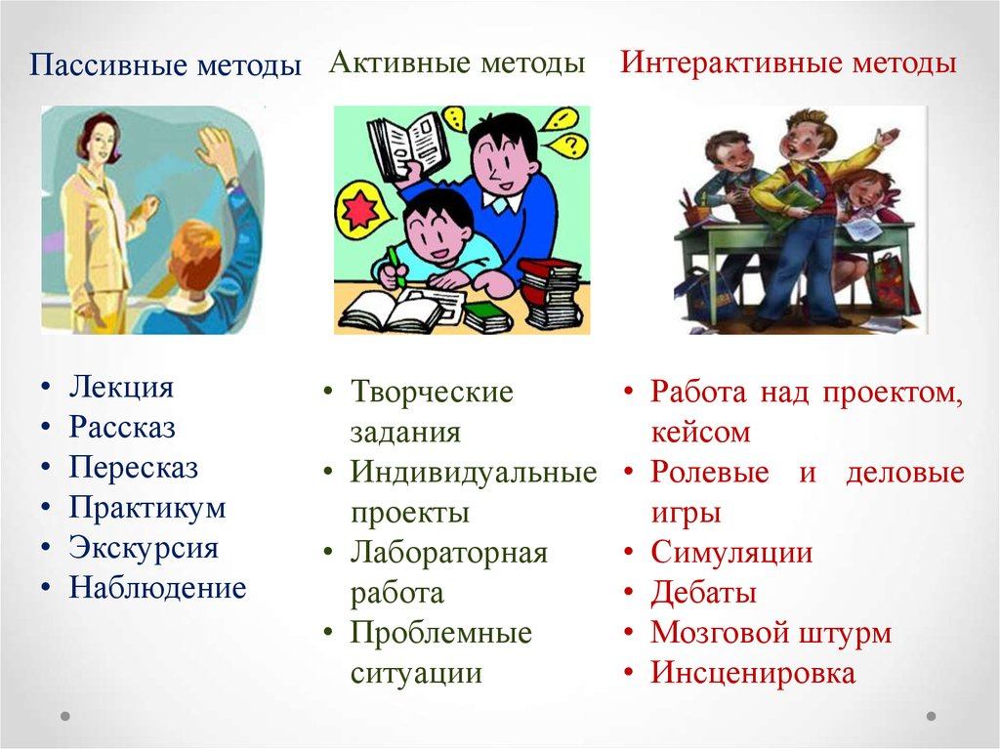 Пассивные методы
Активные методы
Интерактивные методы
• Лекция
• Рассказ
• Пересказ
• Практикум
• Экскурсия
• Наблюдение
• Творческие
задания
• Индивидуальные
проекты
• Лабораторная
работа
• Проблемные
ситуации
• Работа над проектом,
кейсом
• Ролевые и деловые
игры
• Симуляции
• Дебаты
• Мозговой штурм
• Инсценировка